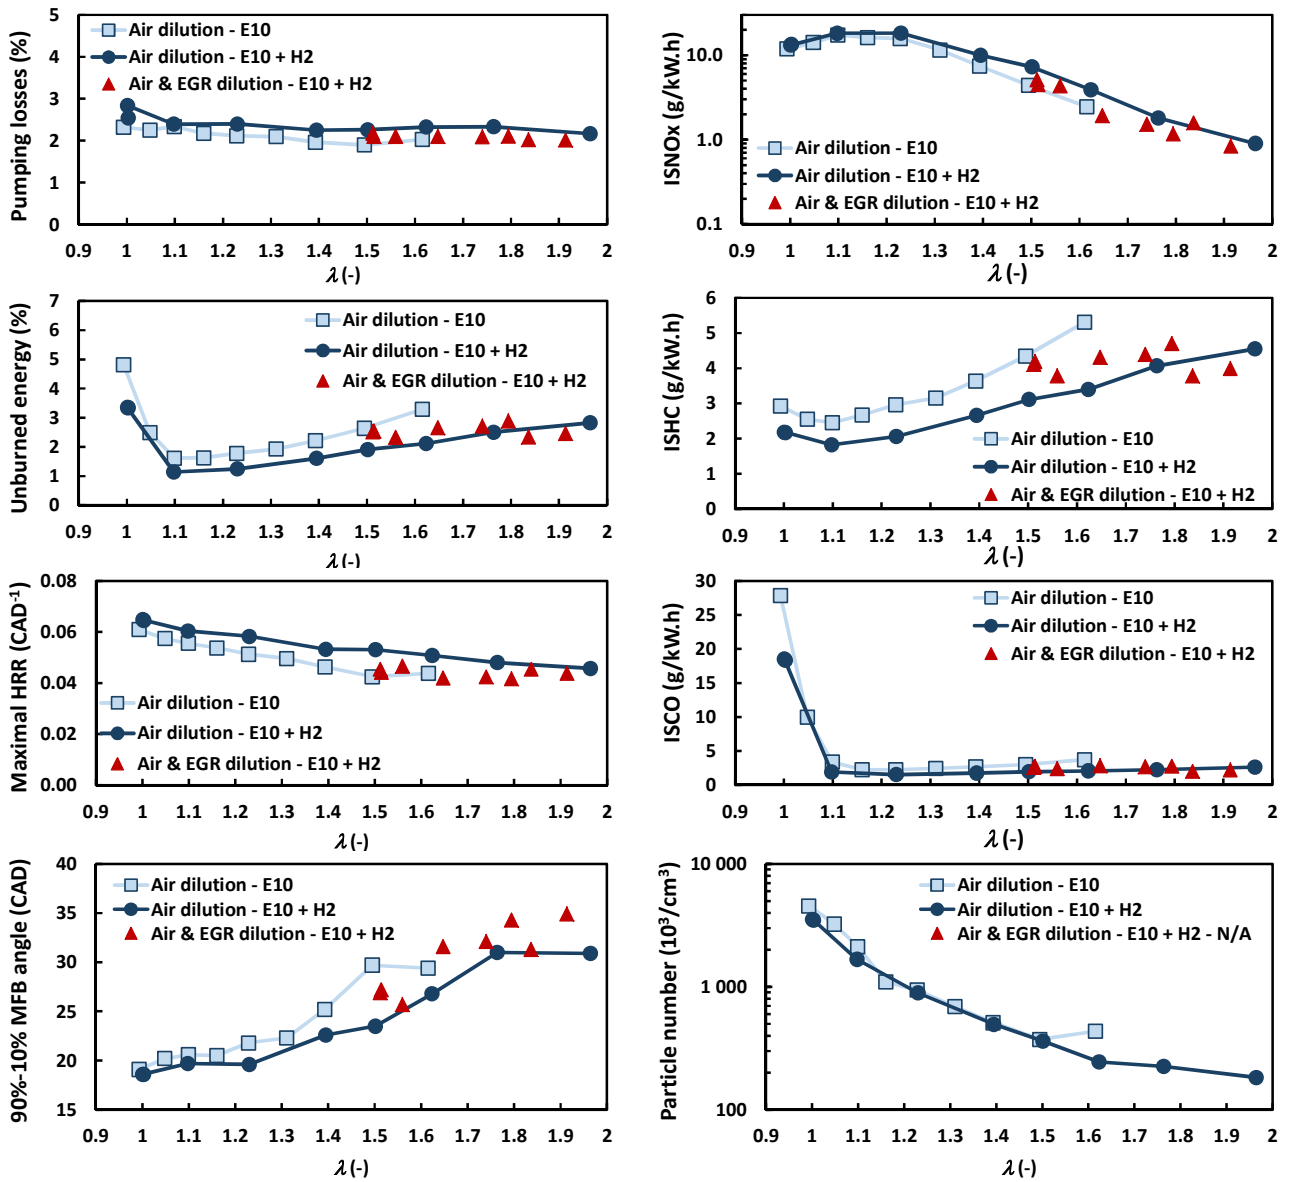 Pumping losses (%)
5
4
3
2
1
0
Air dilution - E10
Air dilution - E10 + H2
Air & EGR dilution - E10 + H2
0.9 1 1.1 1.2 1.3 1.4 1.5 1.6 1.7 1.8 1.9 2
λ (-)
ISNOx (g/kW.h)
10.0
1.0
0.1
Air dilution - E10
Air dilution - E10 + H2
Air & EGR dilution - E10 + H2
0.9 1 1.1 1.2 1.3 1.4 1.5 1.6 1.7 1.8 1.9 2
λ (-)
Unburned energy (%)
7
6
5
4
3
2
1
0
Air dilution - E10
Air dilution - E10 + H2
Air & EGR dilution - E10 + H2
0.9 1 1.1 1.2 1.3 1.4 1.5 1.6 1.7 1.8 1.9 2
λ (-)
ISHC (g/kW.h)
6
5
4
3
2
1
0
Air dilution - E10
Air dilution - E10 + H2
Air & EGR dilution - E10 + H2
0.9 1 1.1 1.2 1.3 1.4 1.5 1.6 1.7 1.8 1.9 2
λ (-)
Maximal HRR (CAD⁻¹)
0.08
0.06
0.04
0.02
0.00
Air dilution - E10
Air dilution - E10 + H2
Air & EGR dilution - E10 + H2
0.9 1 1.1 1.2 1.3 1.4 1.5 1.6 1.7 1.8 1.9 2
λ (-)
ISCO (g/kW.h)
30
25
20
15
10
5
0
Air dilution - E10
Air dilution - E10 + H2
Air & EGR dilution - E10 + H2
0.9 1 1.1 1.2 1.3 1.4 1.5 1.6 1.7 1.8 1.9 2
λ (-)
90%-10% MFB angle (CAD)
40
35
30
25
20
15
Air dilution - E10
Air dilution - E10 + H2
Air & EGR dilution - E10 + H2
0.9 1 1.1 1.2 1.3 1.4 1.5 1.6 1.7 1.8 1.9 2
λ (-)
Particle number (10³/cm³)
10 000
1 000
100
Air dilution - E10
Air dilution - E10 + H2
Air & EGR dilution - E10 + H2 - N/A
0.9 1 1.1 1.2 1.3 1.4 1.5 1.6 1.7 1.8 1.9 2
λ (-)